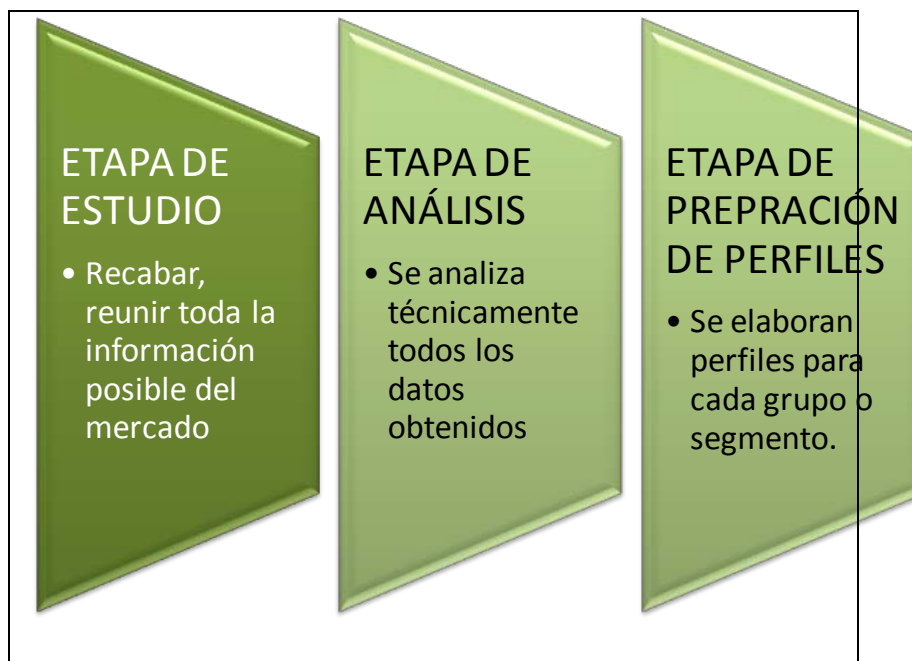 ETAPA DE
ESTUDIO
• Recabar,
reunir toda la
información
posible del
mercado
ETAPA DE
ANÁLISIS
• Se analiza
técnicamente
todos los
datos
obtenidos
ETAPA DE
PREPRACIÓN
DE PERFILES
• Se elaboran
perfiles para
cada grupo o
segmento.